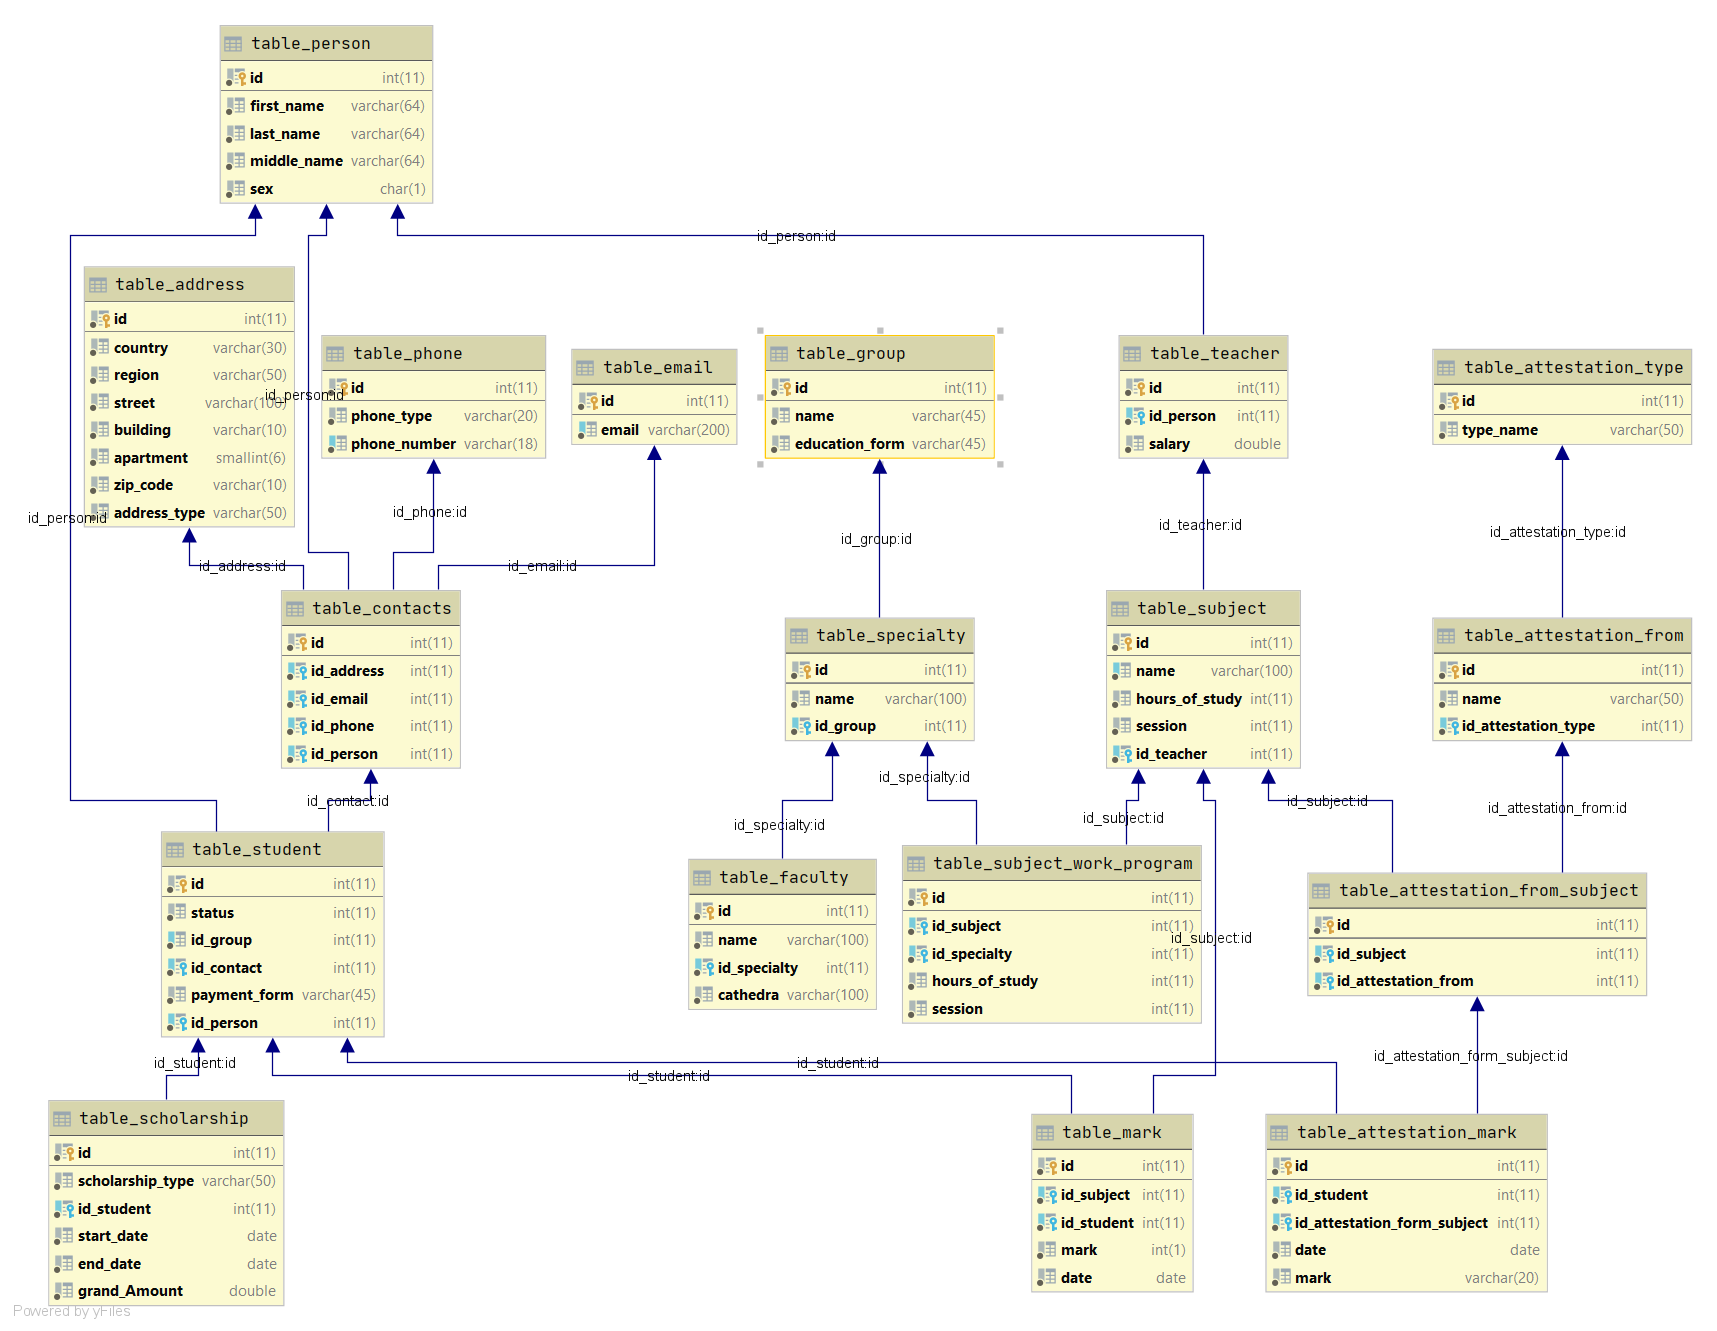 table_person
id int(11)
first_name varchar(64)
last_name varchar(64)
middle_name varchar(64)
sex char(1)
id_person:id
table_address
id int(11)
country varchar(30)
region varchar(50)
street varchar(100)
building varchar(10)
apartment smallint(6)
zip_code varchar(10)
address_type varchar(50)
id_person:id
id_person:id
table_phone
id int(11)
phone_type varchar(20)
phone_number varchar(18)
table_email
id int(11)
email varchar(200)
table_group
id int(11)
name varchar(45)
education_form varchar(45)
table_teacher
id int(11)
id_person int(11)
salary double
table_attestation_type
id int(11)
type_name varchar(50)
id_phone:id
id_address:id
id_email:id
id_group:id
id_teacher:id
id_attestation_type:id
table_contacts
id int(11)
id_address int(11)
id_email int(11)
id_phone int(11)
id_person int(11)
table_specialty
id int(11)
name varchar(100)
id_group int(11)
table_subject
id int(11)
name varchar(100)
hours_of_study int(11)
session int(11)
id_teacher int(11)
table_attestation_from
id int(11)
name varchar(50)
id_attestation_type int(11)
id_contact:id
id_specialty:id
id_specialty:id
id_subject:id
id_subject:id
id_attestation_from:id
table_student
id int(11)
status int(11)
id_group int(11)
id_contact int(11)
payment_form varchar(45)
id_person int(11)
table_faculty
id int(11)
name varchar(100)
id_specialty int(11)
cathedra varchar(100)
table_subject_work_program
id int(11)
id_subject int(11)
id_specialty int(11)
hours_of_study int(11)
session int(11)
id_subject:id
table_attestation_from_subject
id int(11)
id_subject int(11)
id_attestation_from int(11)
id_student:id
id_student:id
id_student:id
id_attestation_form_subject:id
table_scholarship
id int(11)
scholarship_type varchar(50)
id_student int(11)
start_date date
end_date date
grand_Amount double
table_mark
id int(11)
id_subject int(11)
id_student int(11)
mark int(1)
date date
table_attestation_mark
id int(11)
id_student int(11)
id_attestation_form_subject int(11)
date date
mark varchar(20)
Powered by yFiles